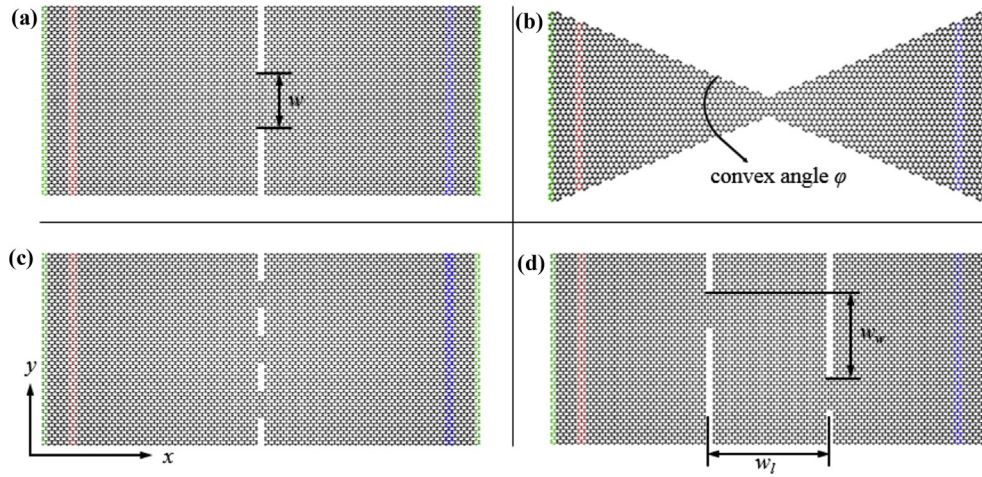 (a)
w
(b)
convex angle φ
(c)
y
x
(d)
w_w
w_l